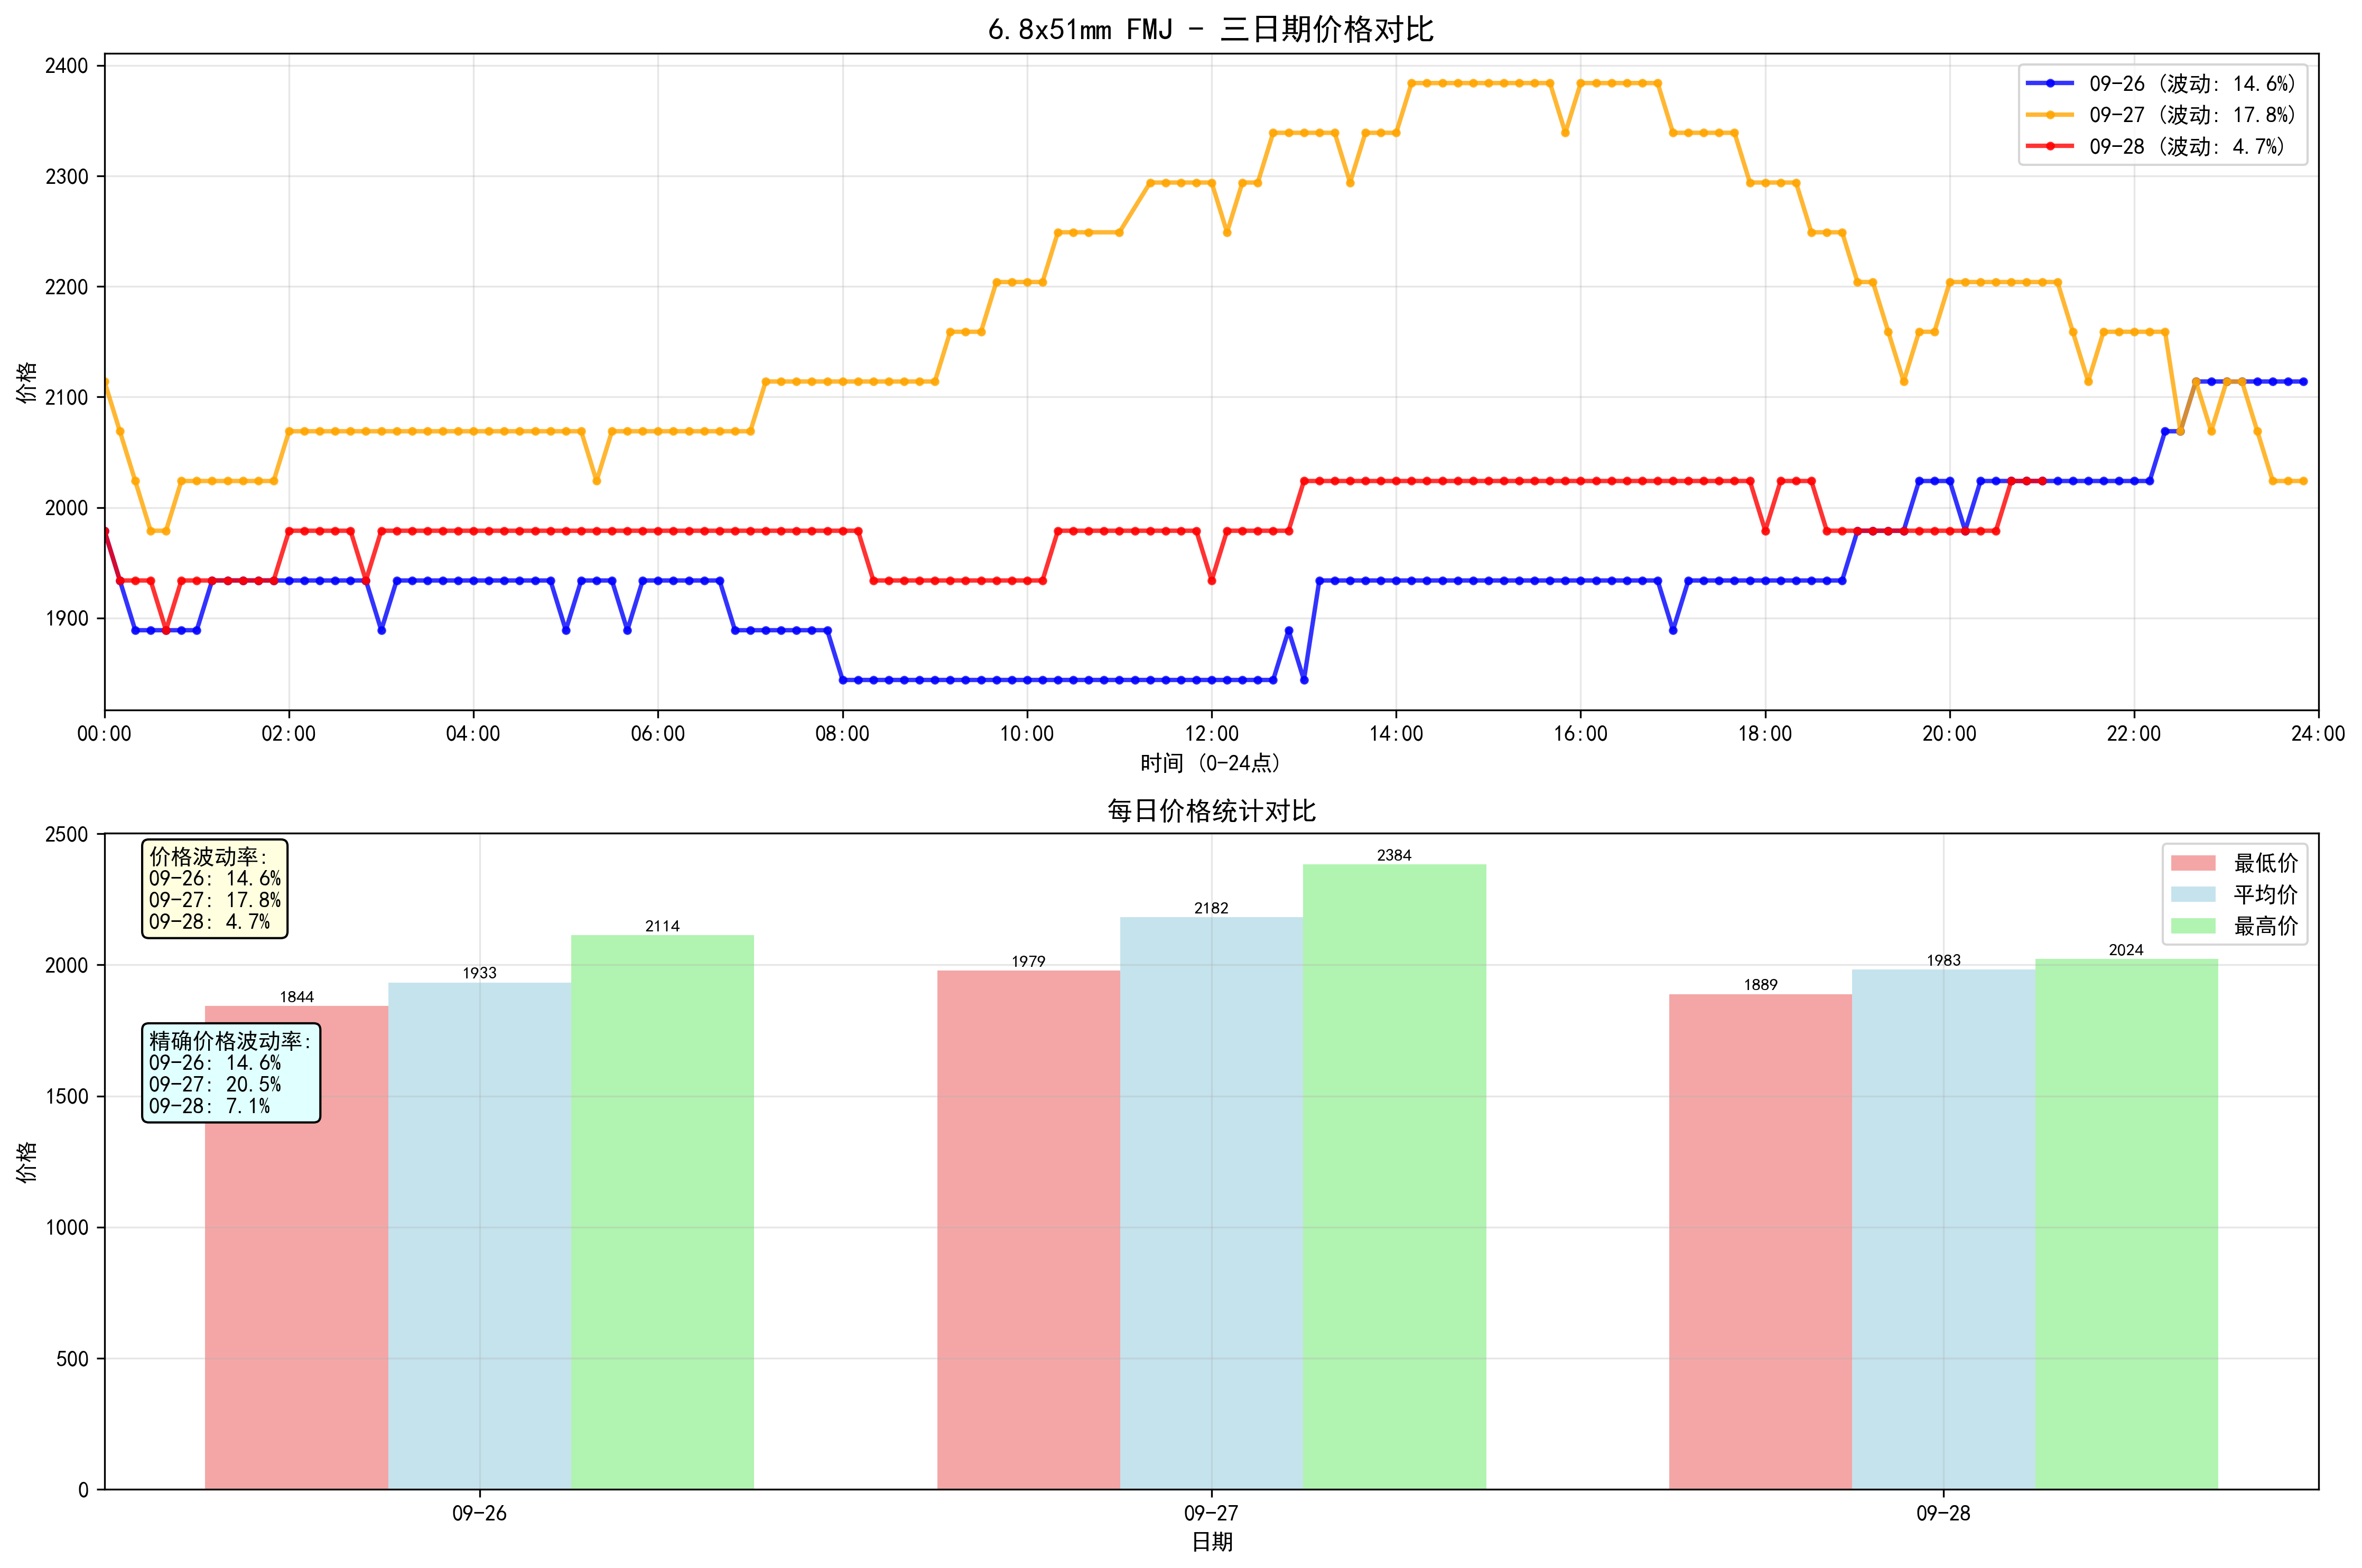 6.8x51mm FMJ - 三日期价格对比
2400
2300
2200
2100
2000
1900
价格
09-26 (波动: 14.6%)
09-27 (波动: 17.8%)
09-28 (波动: 4.7%)
00:00 02:00 04:00 06:00 08:00 10:00 12:00 14:00 16:00 18:00 20:00 22:00 24:00
时间 (0-24点)
每日价格统计对比
2500
2000
1500
1000
500
0
价格
价格波动率:
09-26: 14.6%
09-27: 17.8%
09-28: 4.7%
精确价格波动率:
09-26: 14.6%
09-27: 20.5%
09-28: 7.1%
1844
1933
2114
1979
2182
2384
1889
1983
2024
最低价
平均价
最高价
09-26 09-27 09-28
日期